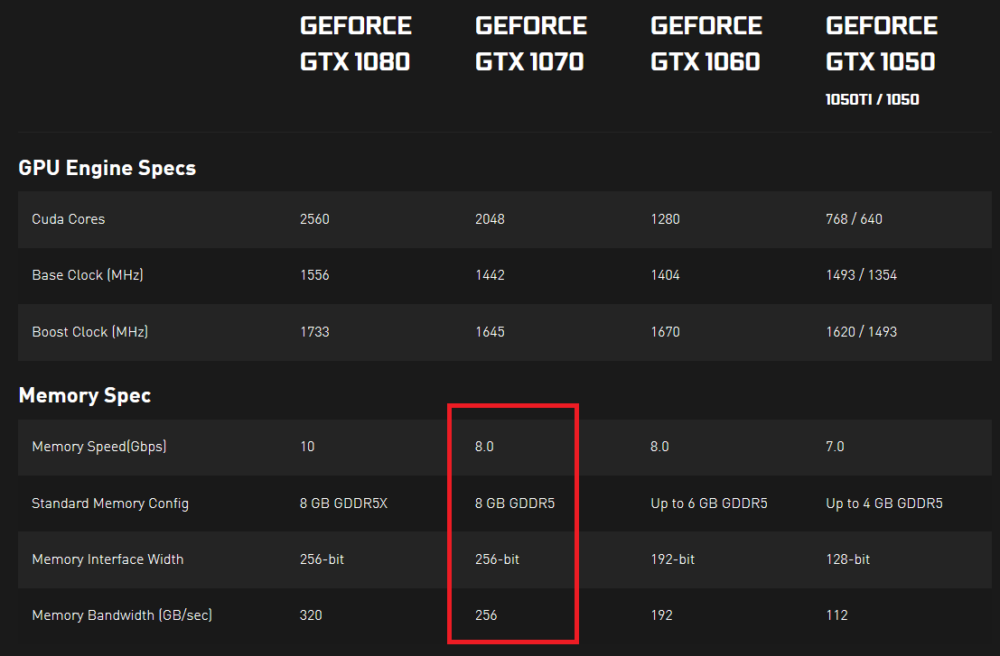 GEFORCE GEFORCE GEFORCE GEFORCE
GTX 1080 GTX 1070 GTX 1060 GTX 1050
1050TI / 1050
GPU Engine Specs
Cuda Cores 2560 2048 1280 768 / 640
Base Clock (MHz) 1556 1442 1404 1493 / 1354
Boost Clock (MHz) 1733 1645 1670 1620 / 1493
Memory Spec
Memory Speed(Gbps) 10 8.0 8.0 7.0
Standard Memory Config 8 GB GDDR5X 8 GB GDDR5 Up to 6 GB GDDR5 Up to 4 GB GDDR5
Memory Interface Width 256-bit 256-bit 192-bit 128-bit
Memory Bandwidth (GB/sec) 320 256 192 112